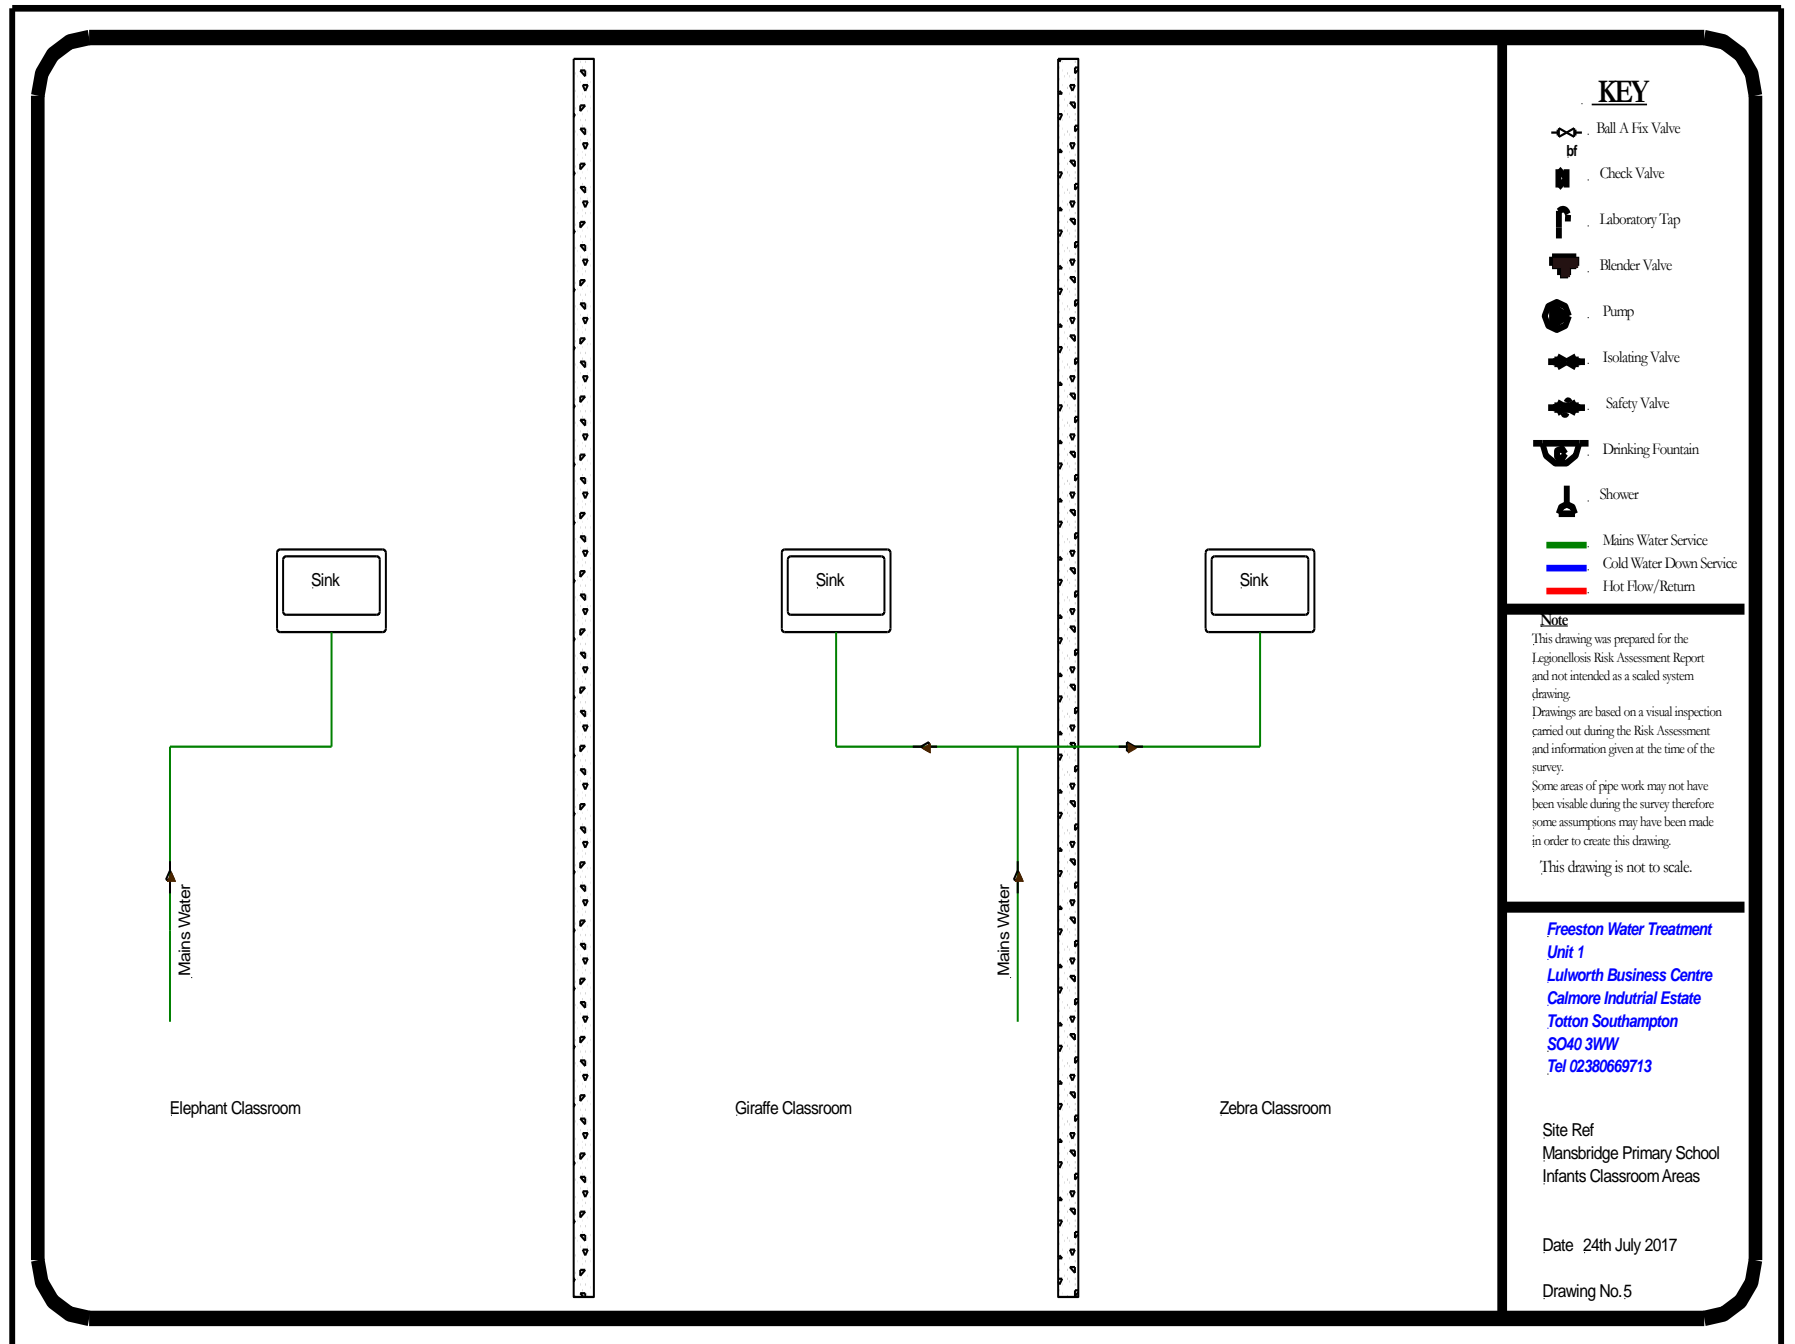 Sink
Sink
Sink
Mains Water
Mains Water
Elephant Classroom
Giraffe Classroom
Zebra Classroom
KEY
Ball A Fix Valve
bf
Check Valve
Laboratory Tap
Blender Valve
Pump
Isolating Valve
Safety Valve
Drinking Fountain
Shower
Mains Water Service
Cold Water Down Service
Hot Flow/Return
Note
This drawing was prepared for the
Legionellosis Risk Assessment Report
and not intended as a scaled system
drawing.
Drawings are based on a visual inspection
carried out during the Risk Assessment
and information given at the time of the
survey.
Some areas of pipe work may not have
been visable during the survey therefore
some assumptions may have been made
in order to create this drawing.
This drawing is not to scale.
Freeston Water Treatment
Unit 1
Lulworth Business Centre
Calmore Indutrial Estate
Totton Southampton
SO40 3WW
Tel 02380669713
Site Ref
Mansbridge Primary School
Infants Classroom Areas
Date 24th July 2017
Drawing No. 5